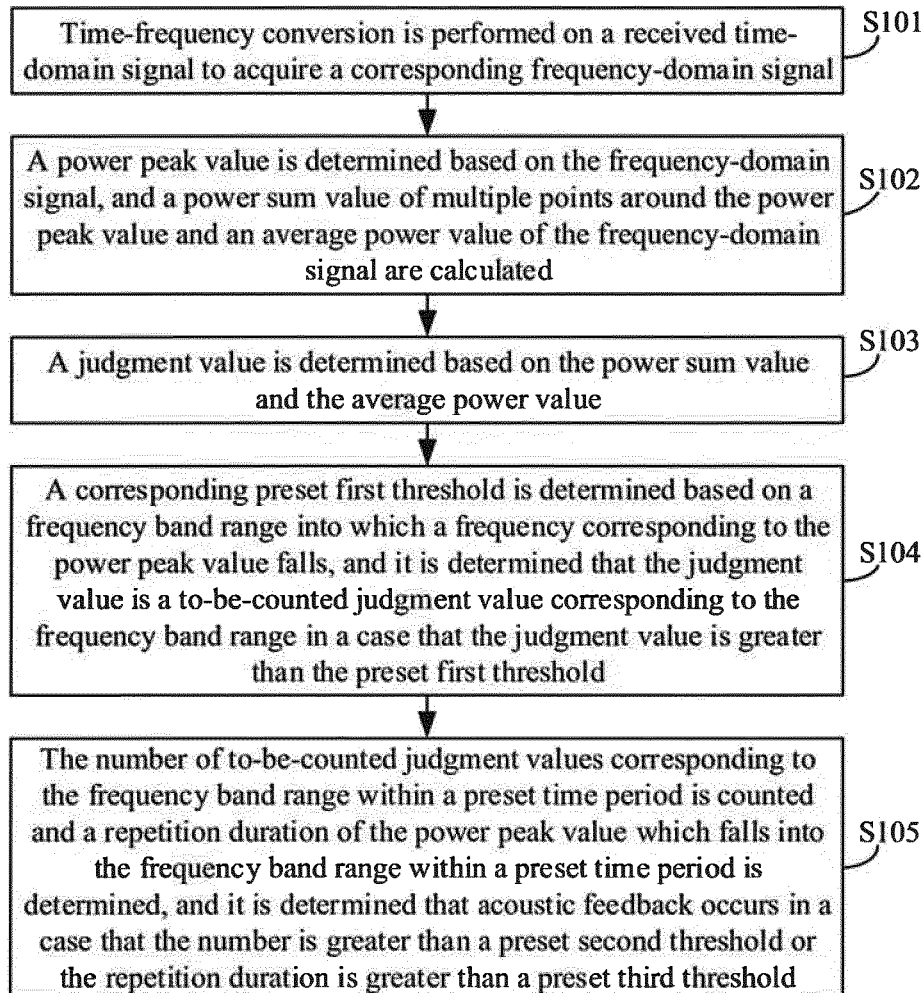 Time-frequency conversion is performed on a received time-
domain signal to acquire a corresponding frequency-domain signal
S101
A power peak value is determined based on the frequency-domain
signal, and a power sum value of multiple points around the power
peak value and an average power value of the frequency-domain
signal are calculated
S102
A judgment value is determined based on the power sum value
and the average power value
S103
A corresponding preset first threshold is determined based on a
frequency band range into which a frequency corresponding to the
power peak value falls, and it is determined that the judgment
value is a to-be-counted judgment value corresponding to the
frequency band range in a case that the judgment value is greater
than the preset first threshold
S104
The number of to-be-counted judgment values corresponding to
the frequency band range within a preset time period is counted
and a repetition duration of the power peak value which falls into
the frequency band range within a preset time period is
determined, and it is determined that acoustic feedback occurs in a
case that the number is greater than a preset second threshold or
the repetition duration is greater than a preset third threshold
S105